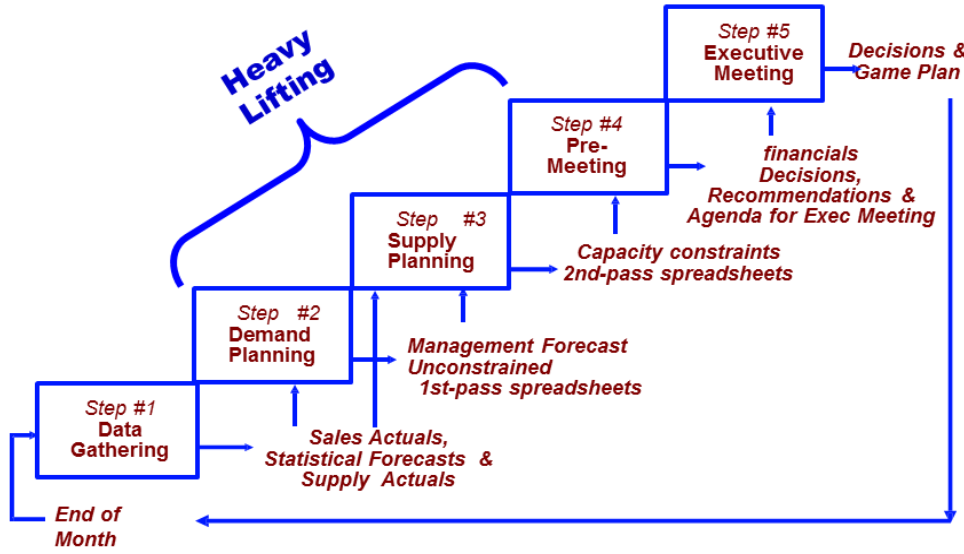 Heavy
Lifting
Step #5
Executive
Meeting
Decisions &
Game Plan
Step #4
Pre-
Meeting
financials
Decisions,
Recommendations &
Agenda for Exec Meeting
Step #3
Supply
Planning
Capacity constraints
2nd-pass spreadsheets
Step #2
Demand
Planning
Management Forecast
Unconstrained
1st-pass spreadsheets
Step #1
Data
Gathering
Sales Actuals,
Statistical Forecasts &
Supply Actuals
End of
Month